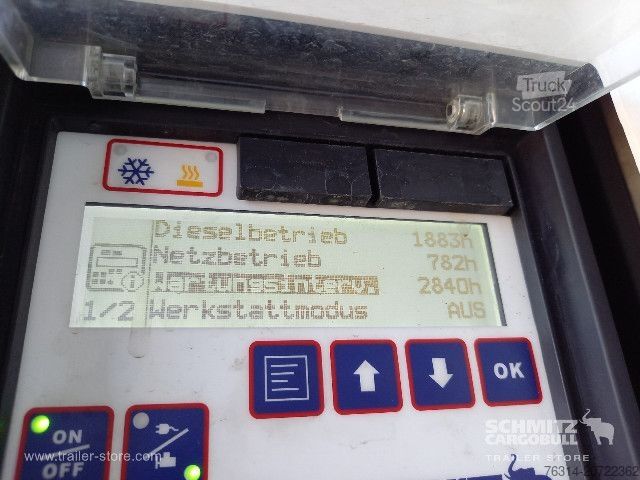 Truck
Scout24
Dieselbetrieb 1883h
Netzbetrieb 782h
Wartungsinterv. 2840h
1/2 Werkstattmodus AUS
OK
ON
OFF
SCHMITZ
CARGOBULL
TRAILER STORE
www.trailer-store.com
76314-20722362